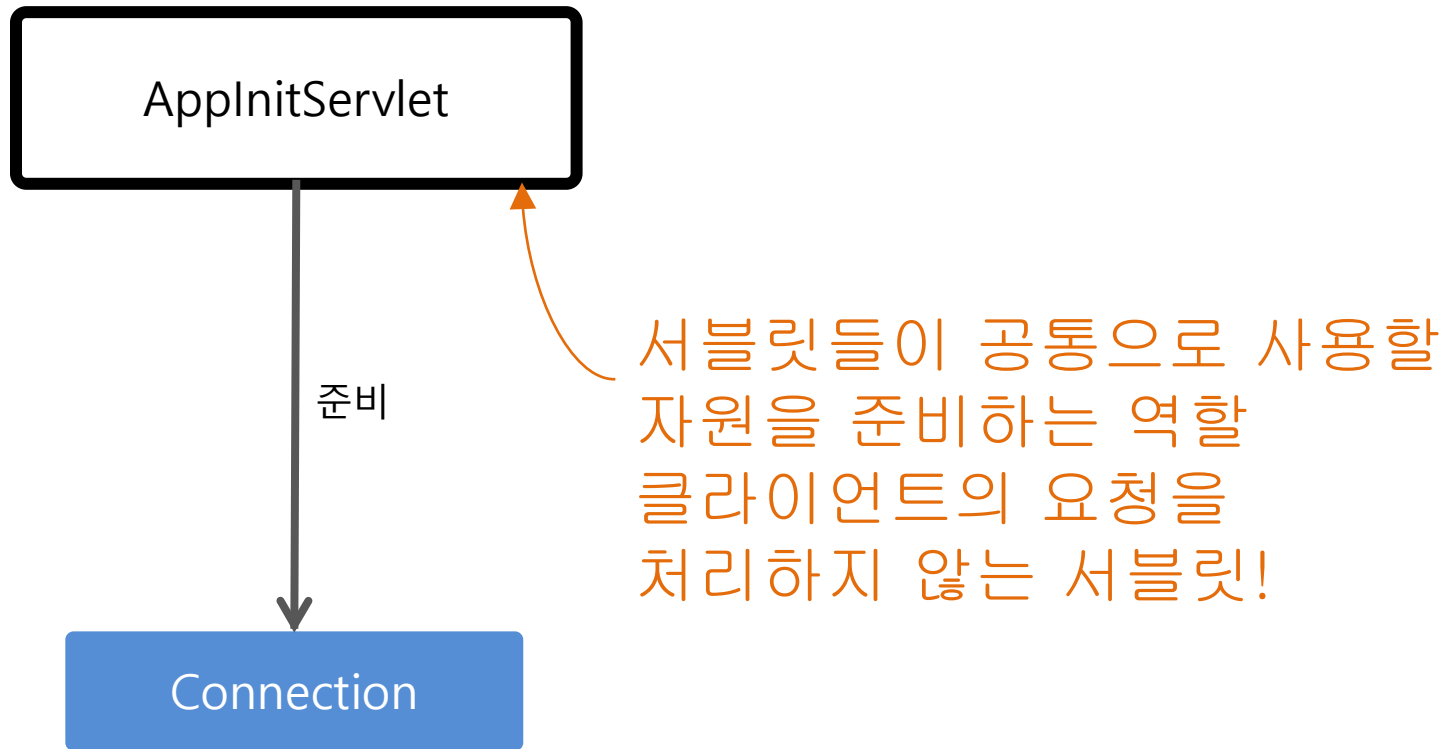 AppInitServlet
준비
서블릿들이 공통으로 사용할
자원을 준비하는 역할
클라이언트의 요청을
처리하지 않는 서블릿!
Connection